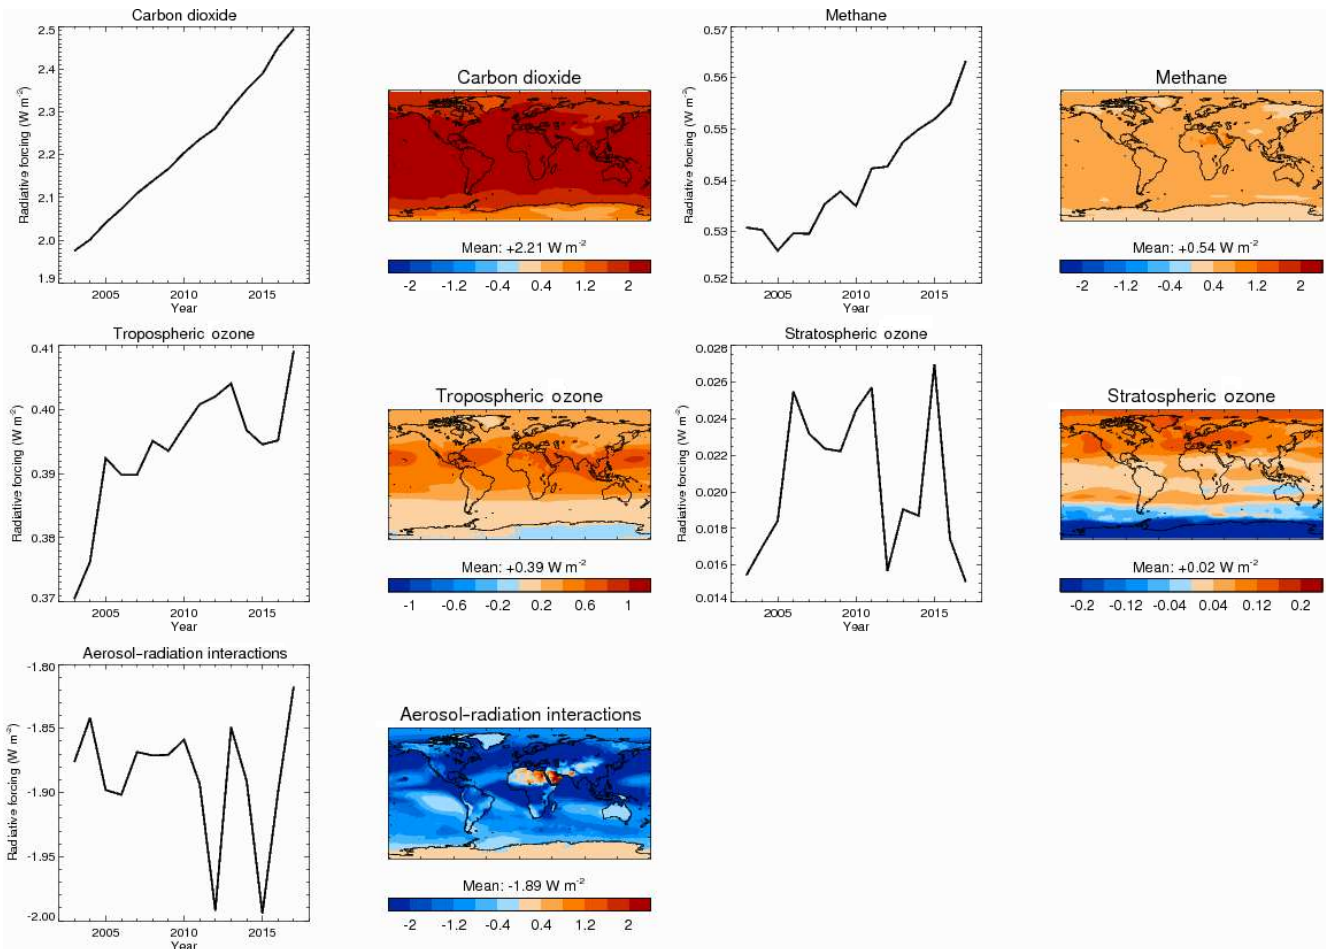 Carbon dioxide
Radiative forcing (W m-2)
2.5
2.4
2.3
2.2
2.1
2.0
1.9
2005 2010 2015
Year
Carbon dioxide
Mean: +2.21 W m-2
-2 -1.2 -0.4 0.4 1.2 2
Methane
Radiative forcing (W m-2)
0.57
0.56
0.55
0.54
0.53
0.52
2005 2010 2015
Year
Methane
Mean: +0.54 W m-2
-2 -1.2 -0.4 0.4 1.2 2
Tropospheric ozone
Radiative forcing (W m-2)
0.41
0.40
0.39
0.38
0.37
2005 2010 2015
Year
Tropospheric ozone
Mean: +0.39 W m-2
-1 -0.6 -0.2 0.2 0.6 1
Stratospheric ozone
Radiative forcing (W m-2)
0.028
0.026
0.024
0.022
0.020
0.018
0.016
0.014
2005 2010 2015
Year
Stratospheric ozone
Mean: +0.02 W m-2
-0.2 -0.12 -0.04 0.04 0.12 0.2
Aerosol-radiation interactions
Radiative forcing (W m-2)
-1.80
-1.85
-1.90
-1.95
-2.00
2005 2010 2015
Year
Aerosol-radiation interactions
Mean: -1.89 W m-2
-2 -1.2 -0.4 0.4 1.2 2